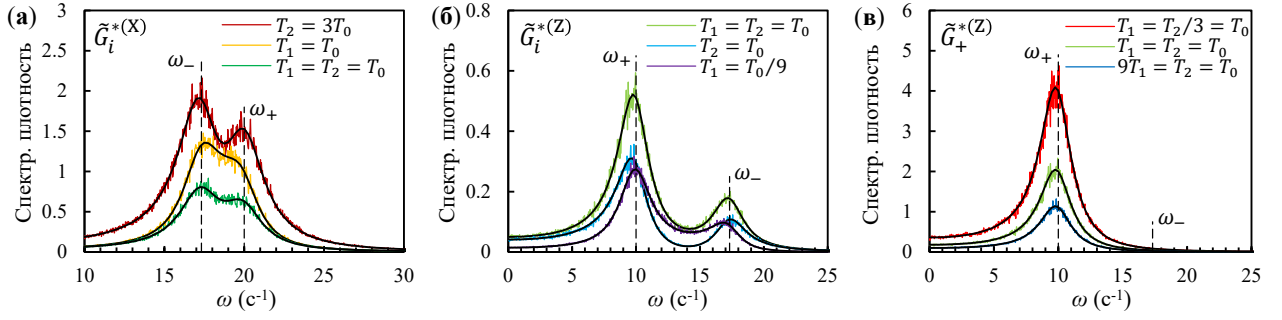 (а)
G̃ᵢ*⁽ˣ⁾
T₂ = 3T₀
T₁ = T₀
T₁ = T₂ = T₀
ω₋
ω₊
Спектр. плотность
3
2.5
2
1.5
1
0.5
0
10 15 20 25 30
ω (с⁻¹)
(б)
G̃ᵢ*⁽ᶻ⁾
T₁ = T₂ = T₀
T₂ = T₀
T₁ = T₀/9
ω₊
ω₋
Спектр. плотность
0.8
0.6
0.4
0.2
0
0 5 10 15 20 25
ω (с⁻¹)
(в)
G̃₊*⁽ᶻ⁾
T₁ = T₂/3 = T₀
T₁ = T₂ = T₀
9T₁ = T₂ = T₀
ω₊
ω₋
Спектр. плотность
6
5
4
3
2
1
0
0 5 10 15 20 25
ω (с⁻¹)